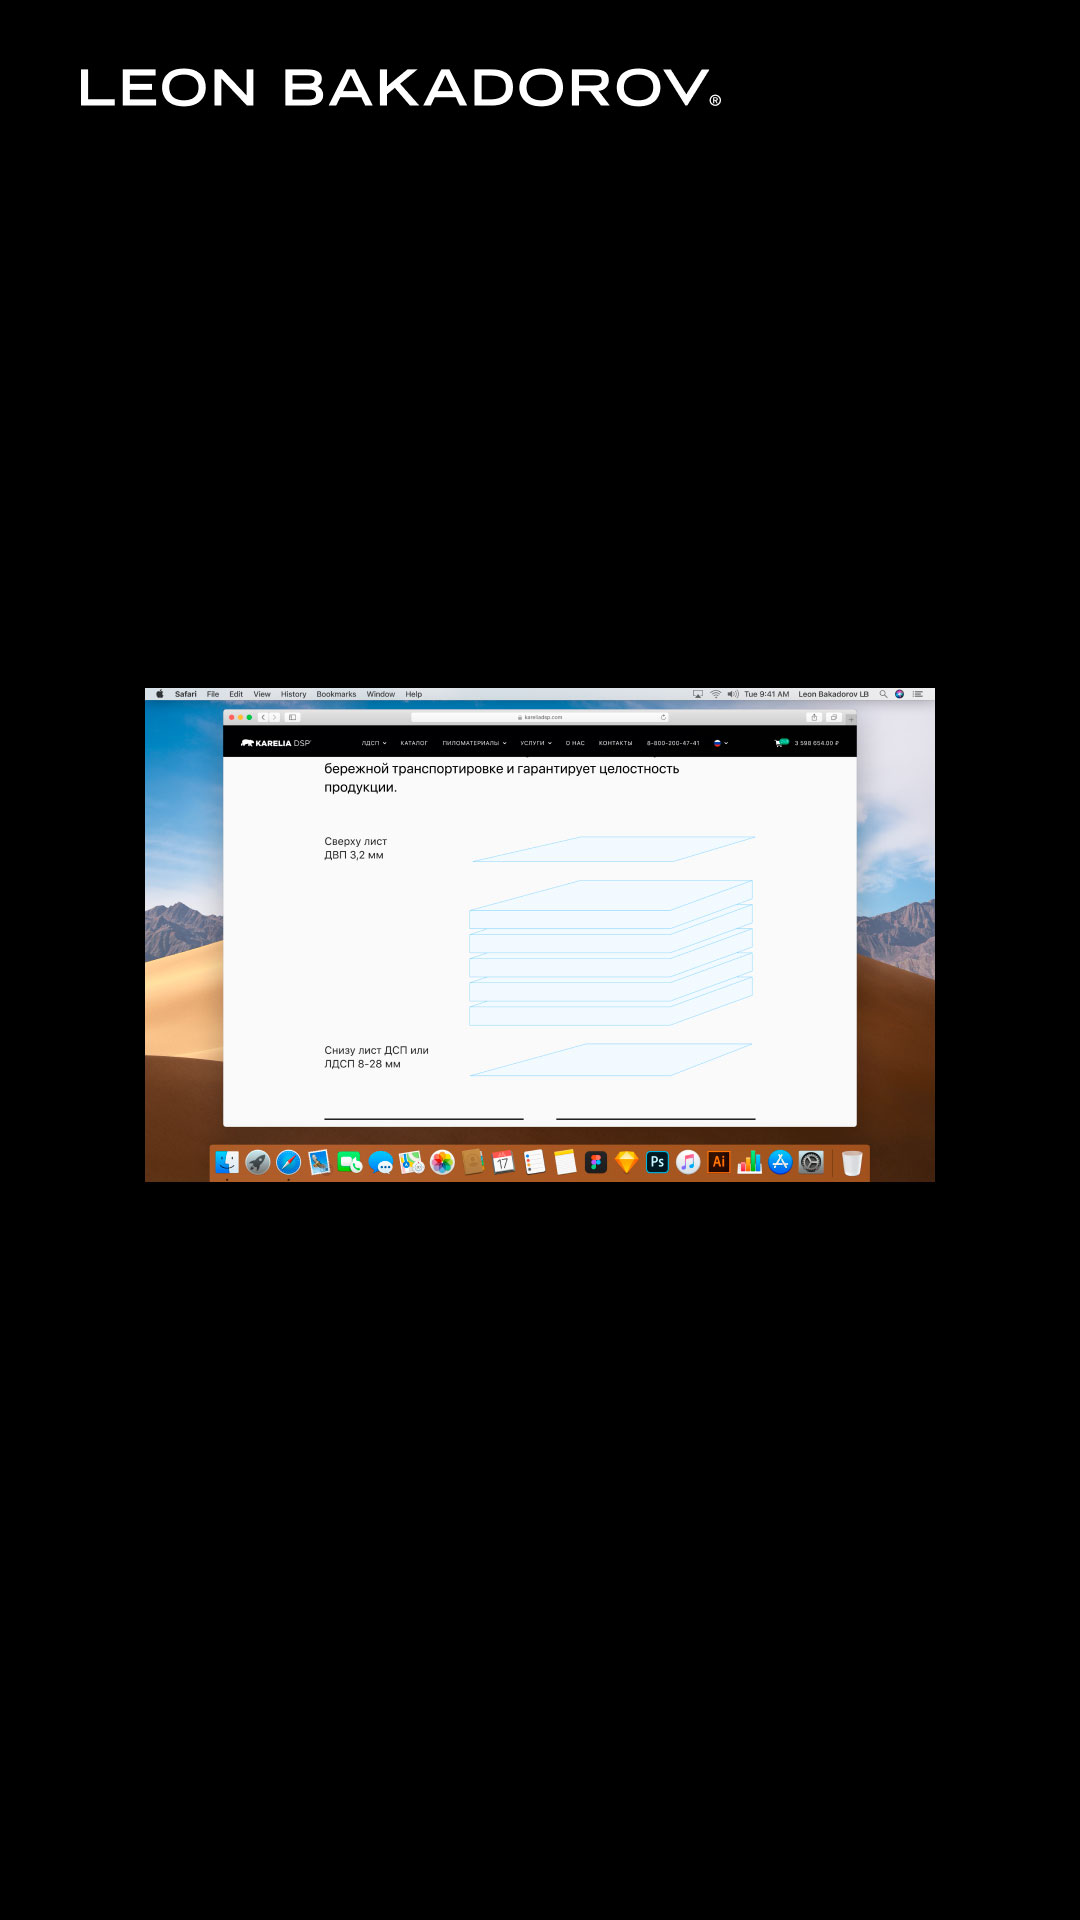 LEON BAKADOROV®
Safari File Edit View History Bookmarks Window Help Tue 9:41 AM Leon Bakadorov LB
kareliadsp.com
KARELIA DSP ЛДСП КАТАЛОГ ПИЛОМАТЕРИАЛЫ УСЛУГИ О НАС КОНТАКТЫ 8-800-200-47-41 3 598 654.00 ₽
бережной транспортировке и гарантирует целостность
продукции.
Сверху лист
ДВП 3,2 мм
Снизу лист ДСП или
ЛДСП 8-28 мм
17
Ps
Ai